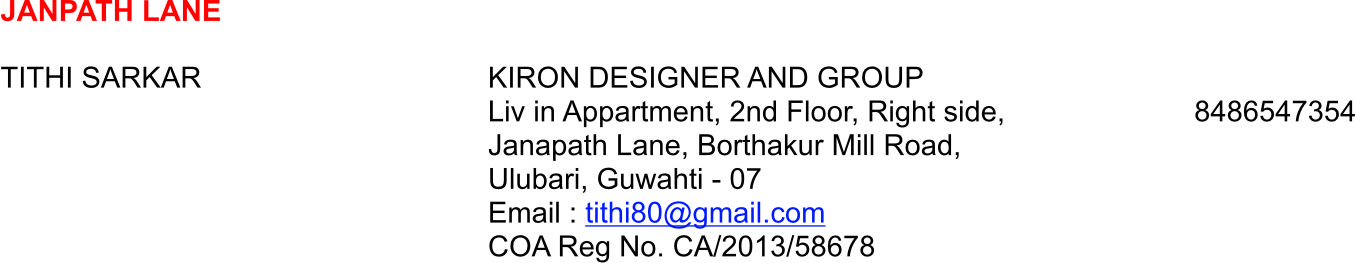 JANPATH LANE
TITHI SARKAR
KIRON DESIGNER AND GROUP
Liv in Appartment, 2nd Floor, Right side,
8486547354
Janapath Lane, Borthakur Mill Road,
Ulubari, Guwahti - 07
Email : tithi80@gmail.com
COA Reg No. CA/2013/58678